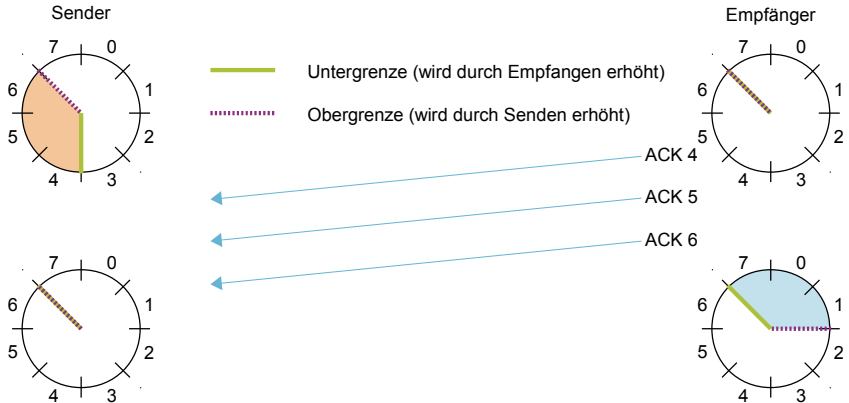 Sender
Empfänger
7 0
6 1
5 2
4 3
Untergrenze (wird durch Empfangen erhöht)
Obergrenze (wird durch Senden erhöht)
7 0
6 1
5 2
4 3
ACK 4
ACK 5
ACK 6
7 0
6 1
5 2
4 3
7 0
6 1
5 2
4 3